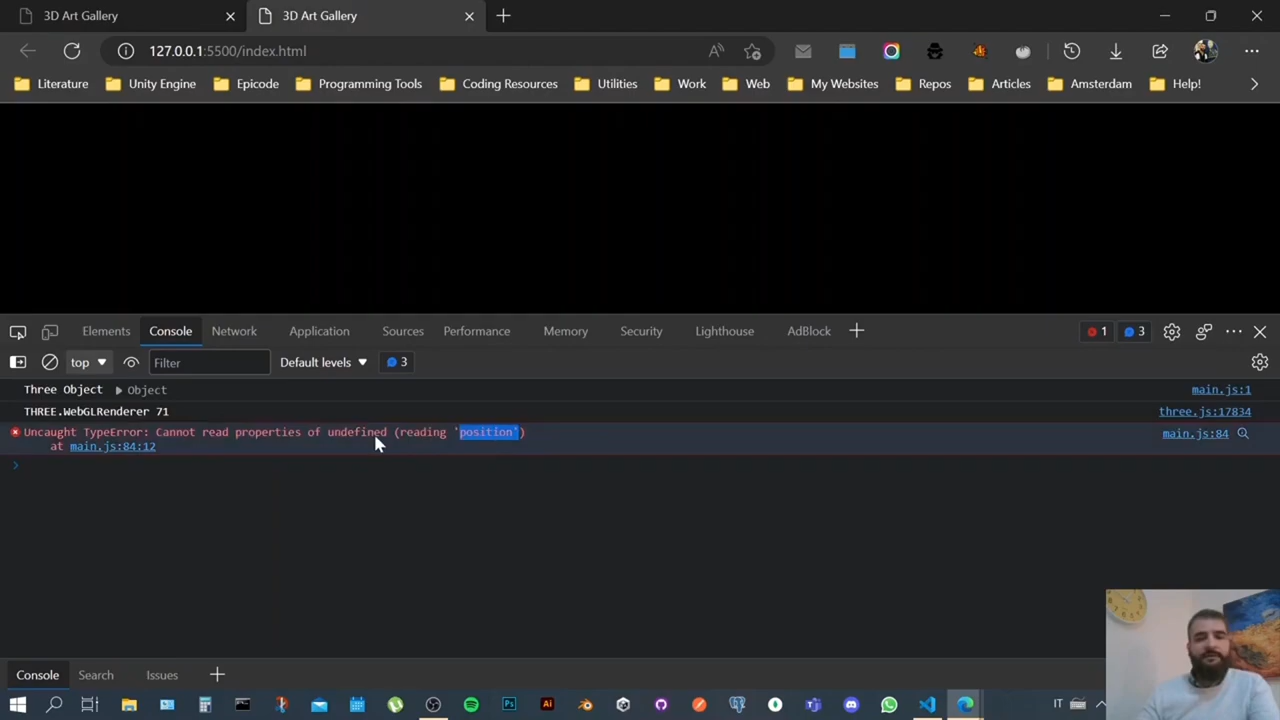 3D Art Gallery
3D Art Gallery
127.0.0.1:5500/index.html
Literature Unity Engine Epicode Programming Tools Coding Resources Utilities Work Web My Websites Repos Articles Amsterdam Help!
Elements Console Network Application Sources Performance Memory Security Lighthouse AdBlock 1 3
top Filter Default levels 3
Three Object Object main.js:1
THREE.WebGLRenderer 71 three.js:17834
Uncaught TypeError: Cannot read properties of undefined (reading 'position') main.js:84
at main.js:84:12
Console Search Issues
IT